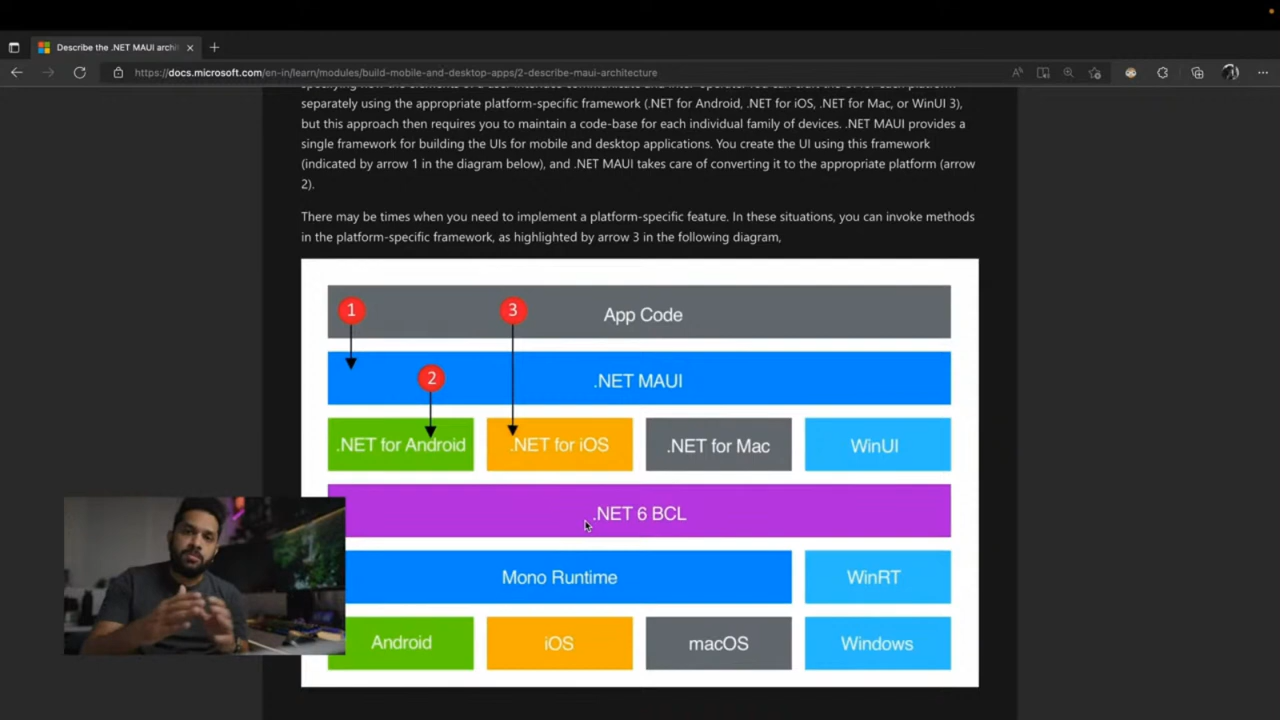 Describe the .NET MAUI archi
https://docs.microsoft.com/en-in/learn/modules/build-mobile-and-desktop-apps/2-describe-maui-architecture
separately using the appropriate platform-specific framework (.NET for Android, .NET for iOS, .NET for Mac, or WinUI 3),
but this approach then requires you to maintain a code-base for each individual family of devices. .NET MAUI provides a
single framework for building the UIs for mobile and desktop applications. You create the UI using this framework
(indicated by arrow 1 in the diagram below), and .NET MAUI takes care of converting it to the appropriate platform (arrow
2).
There may be times when you need to implement a platform-specific feature. In these situations, you can invoke methods
in the platform-specific framework, as highlighted by arrow 3 in the following diagram,
1
3
App Code
2
.NET MAUI
.NET for Android
.NET for iOS
.NET for Mac
WinUI
.NET 6 BCL
Mono Runtime
WinRT
Android
iOS
macOS
Windows